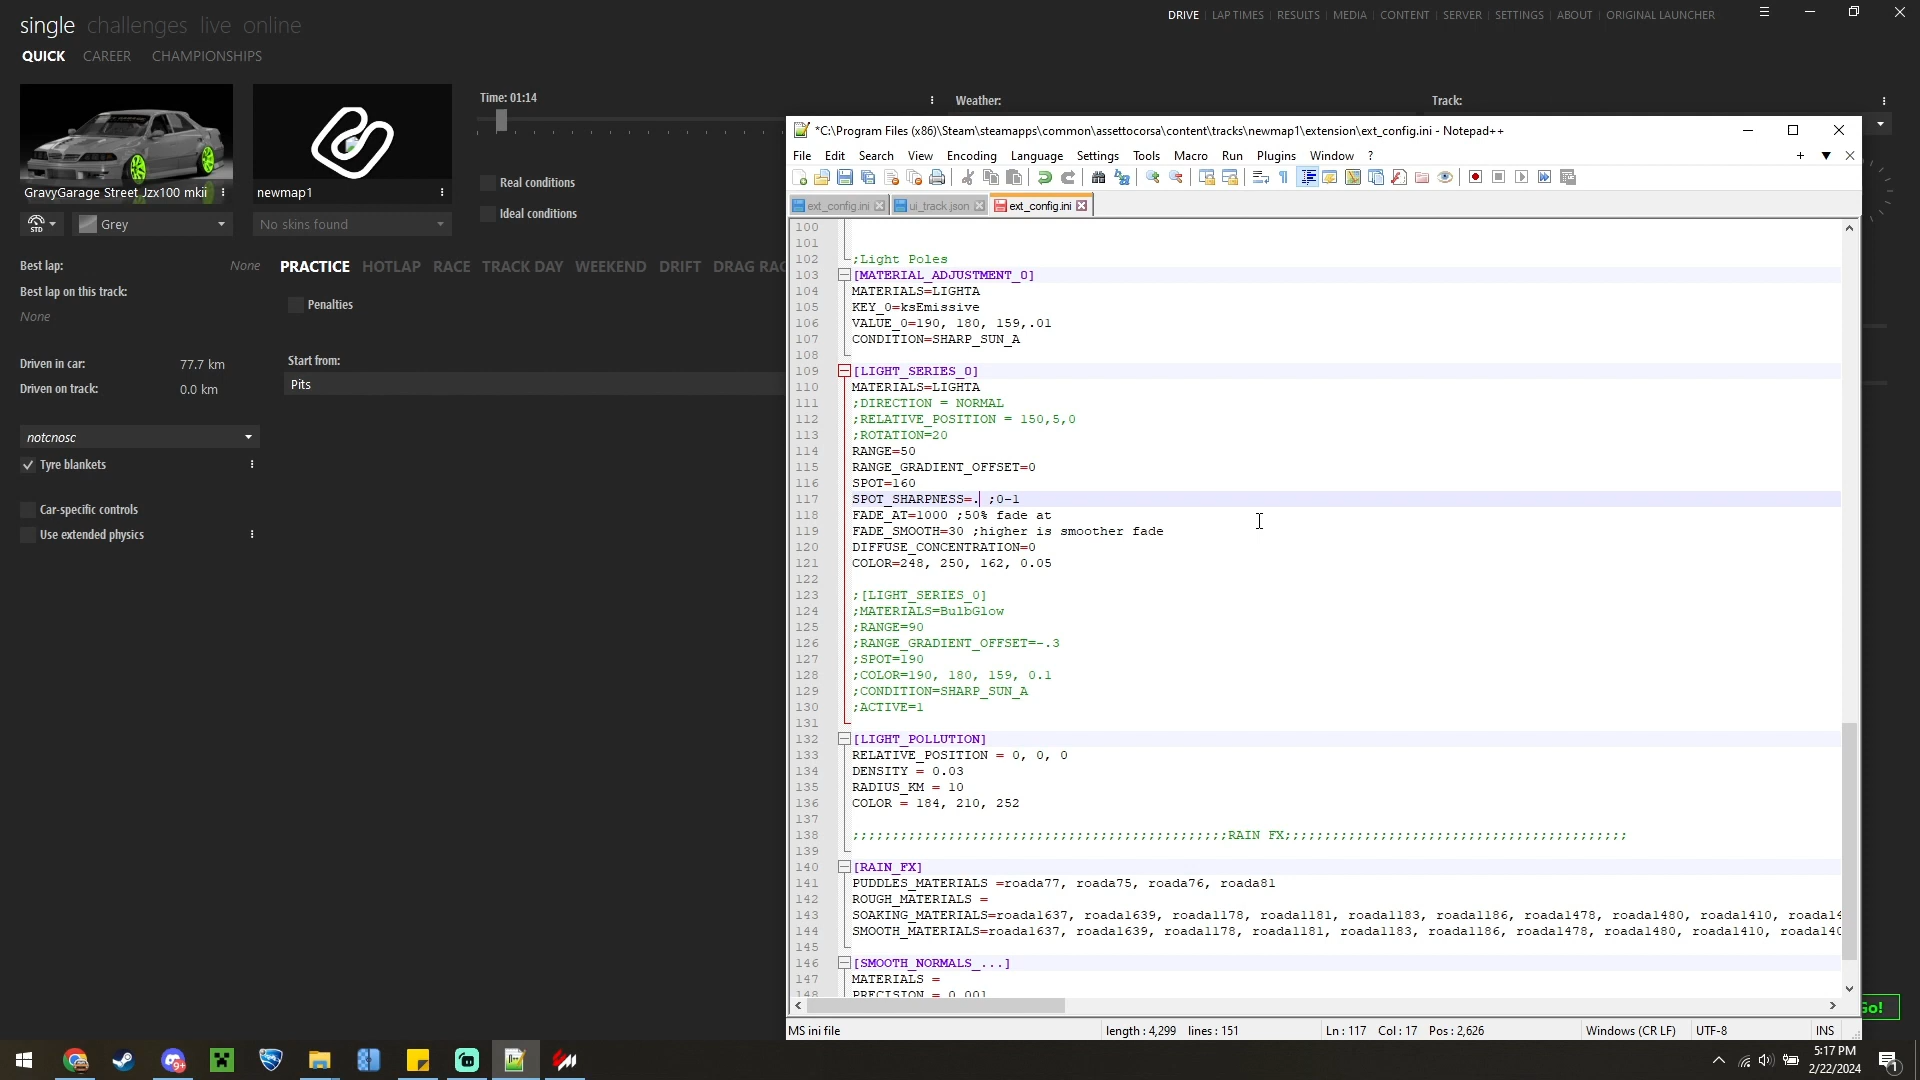 single challenges live online
DRIVE LAP TIMES RESULTS MEDIA CONTENT SERVER SETTINGS ABOUT ORIGINAL LAUNCHER
QUICK CAREER CHAMPIONSHIPS
Time: 01:14
Weather:
Track:
GravyGarage Street Jzx100 mkii
newmap1
STD
Grey
No skins found
Real conditions
Ideal conditions
Best lap: None
Best lap on this track:
None
PRACTICE HOTLAP RACE TRACK DAY WEEKEND DRIFT DRAG RAC
Penalties
Driven in car: 77.7 km
Driven on track: 0.0 km
Start from:
Pits
notcnosc
Tyre blankets
Car-specific controls
Use extended physics
*C:\Program Files (x86)\Steam\steamapps\common\assettocorsa\content\tracks\newmap1\extension\ext_config.ini - Notepad++
File Edit Search View Encoding Language Settings Tools Macro Run Plugins Window ?
ext_config.ini ui_track.json ext_config.ini
100
101
102 ;Light Poles
103 [MATERIAL_ADJUSTMENT_0]
104 MATERIALS=LIGHTA
105 KEY_0=ksEmissive
106 VALUE_0=190, 180, 159,.01
107 CONDITION=SHARP_SUN_A
108
109 [LIGHT_SERIES_0]
110 MATERIALS=LIGHTA
111 ;DIRECTION = NORMAL
112 ;RELATIVE_POSITION = 150,5,0
113 ;ROTATION=20
114 RANGE=50
115 RANGE_GRADIENT_OFFSET=0
116 SPOT=160
117 SPOT_SHARPNESS=. ;0-1
118 FADE_AT=1000 ;50% fade at
119 FADE_SMOOTH=30 ;higher is smoother fade
120 DIFFUSE_CONCENTRATION=0
121 COLOR=248, 250, 162, 0.05
122
123 ;[LIGHT_SERIES_0]
124 ;MATERIALS=BulbGlow
125 ;RANGE=90
126 ;RANGE_GRADIENT_OFFSET=-.3
127 ;SPOT=190
128 ;COLOR=190, 180, 159, 0.1
129 ;CONDITION=SHARP_SUN_A
130 ;ACTIVE=1
131
132 [LIGHT_POLLUTION]
133 RELATIVE_POSITION = 0, 0, 0
134 DENSITY = 0.03
135 RADIUS_KM = 10
136 COLOR = 184, 210, 252
137
138 ;;;;;;;;;;;;;;;;;;;;;;;;;;;;;;;;;;;;;;;;;;;;;;;RAIN FX;;;;;;;;;;;;;;;;;;;;;;;;;;;;;;;;;;;;;;;;;;;
139
140 [RAIN_FX]
141 PUDDLES_MATERIALS =roada77, roada75, roada76, roada81
142 ROUGH_MATERIALS =
143 SOAKING_MATERIALS=roada1637, roada1639, roada1178, roada1181, roada1183, roada1186, roada1478, roada1480, roada1410, roada14
144 SMOOTH_MATERIALS=roada1637, roada1639, roada1178, roada1181, roada1183, roada1186, roada1478, roada1480, roada1410, roada140
145
146 [SMOOTH_NORMALS_...]
147 MATERIALS =
148 PRECISION = 0.001
Go!
MS ini file length : 4,299 lines : 151 Ln : 117 Col : 17 Pos : 2,626 Windows (CR LF) UTF-8 INS
9+
5:17 PM
2/22/2024
1